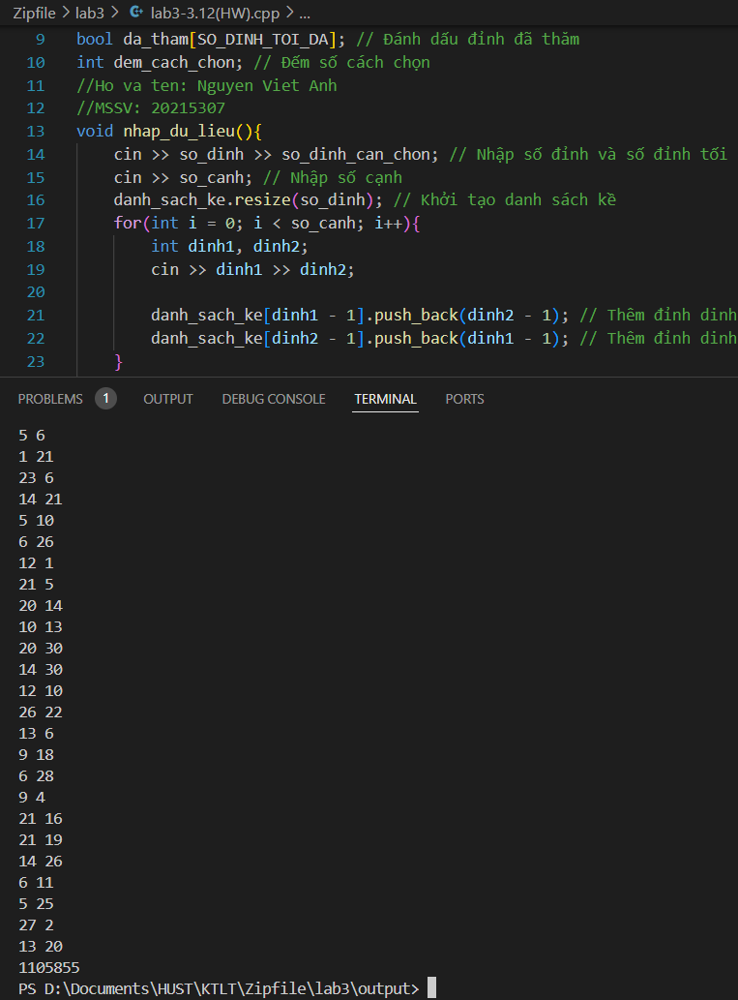 Zipfile > lab3 > lab3-3.12(HW).cpp > ...
9 bool da_tham[SO_DINH_TOI_DA]; // Đánh dấu đỉnh đã thăm
10 int dem_cach_chon; // Đếm số cách chọn
11 //Ho va ten: Nguyen Viet Anh
12 //MSSV: 20215307
13 void nhap_du_lieu(){
14 cin >> so_dinh >> so_dinh_can_chon; // Nhập số đỉnh và số đỉnh tối
15 cin >> so_canh; // Nhập số cạnh
16 danh_sach_ke.resize(so_dinh); // Khởi tạo danh sách kề
17 for(int i = 0; i < so_canh; i++){
18 int dinh1, dinh2;
19 cin >> dinh1 >> dinh2;
20
21 danh_sach_ke[dinh1 - 1].push_back(dinh2 - 1); // Thêm đỉnh dinh
22 danh_sach_ke[dinh2 - 1].push_back(dinh1 - 1); // Thêm đỉnh dinh
23 }
PROBLEMS 1 OUTPUT DEBUG CONSOLE TERMINAL PORTS
5 6
1 21
23 6
14 21
5 10
6 26
12 1
21 5
20 14
10 13
20 30
14 30
12 10
26 22
13 6
9 18
6 28
9 4
21 16
21 19
14 26
6 11
5 25
27 2
13 20
1105855
PS D:\Documents\HUST\KTLT\Zipfile\lab3\output>